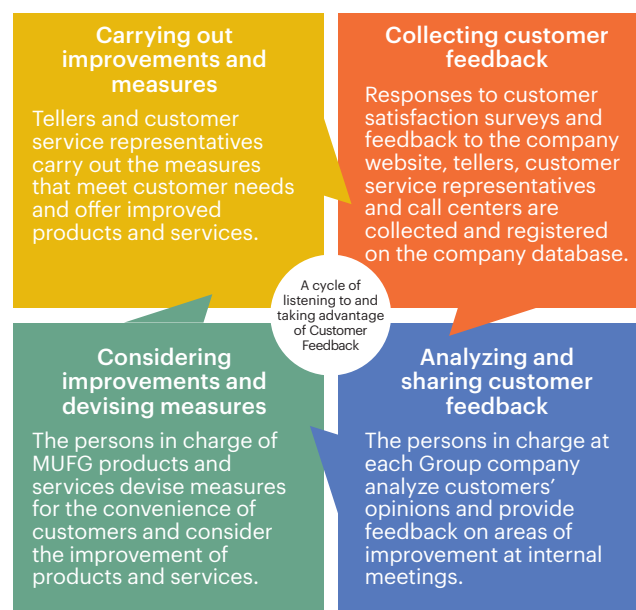 Carrying out
improvements and
measures
Tellers and customer
service representatives
carry out the measures
that meet customer needs
and offer improved
products and services.
Collecting customer
feedback
Responses to customer
satisfaction surveys and
feedback to the company
website, tellers, customer
service representatives
and call centers are
collected and registered
on the company database.
A cycle of
listening to and
taking advantage
of Customer
Feedback
Considering
improvements and
devising measures
The persons in charge of
MUFG products and
services devise measures
for the convenience of
customers and consider
the improvement of
products and services.
Analyzing and
sharing customer
feedback
The persons in charge at
each Group company
analyze customers’
opinions and provide
feedback on areas of
improvement at internal
meetings.